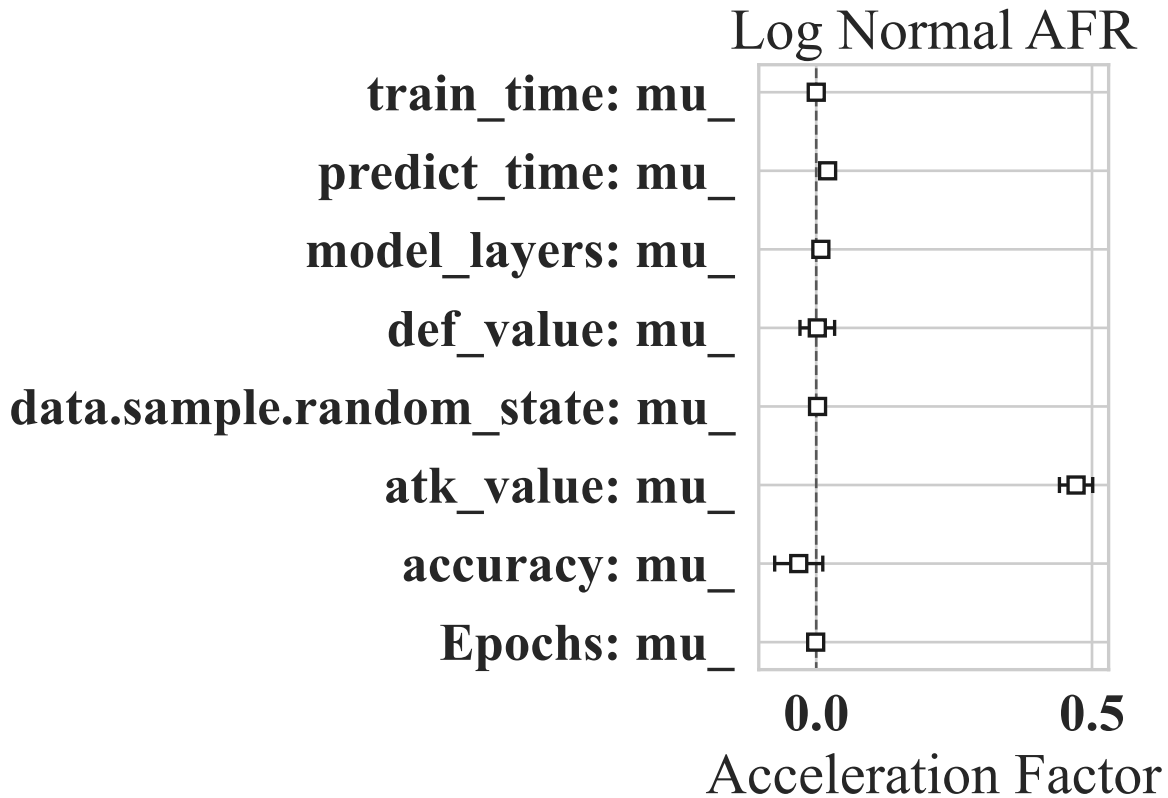 Log Normal AFR
train_time: mu_
predict_time: mu_
model_layers: mu_
def_value: mu_
data.sample.random_state: mu_
atk_value: mu_
accuracy: mu_
Epochs: mu_
0.0 0.5
Acceleration Factor